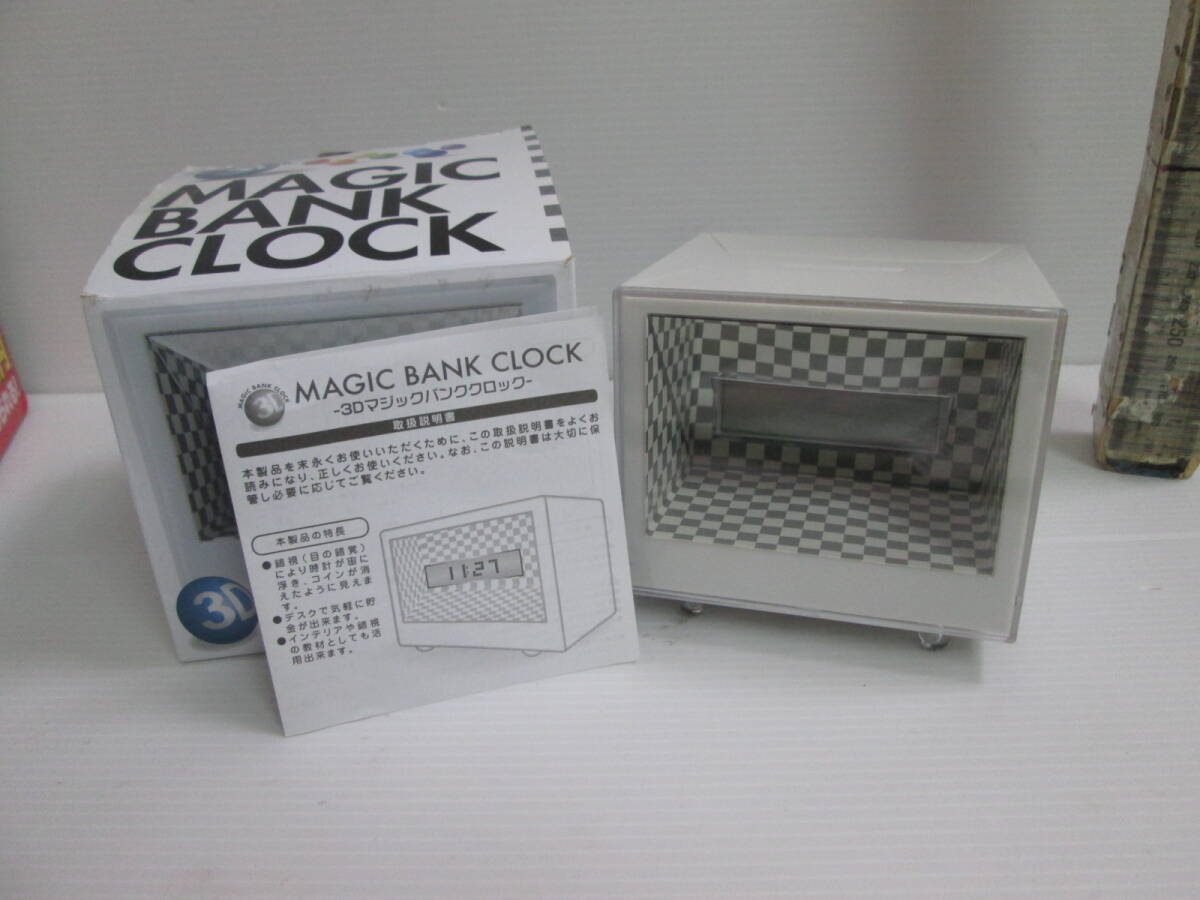 MAGIC
BANK
CLOCK
3D
MAGIC BANK CLOCK
3D
MAGIC BANK CLOCK
-3Dマジックバンククロック-
取扱説明書
本製品を末永くお使いいただくために、この取扱説明書をよくお
読みになり、正しくお使いください。なお、この説明書は大切に保
管し必要に応じてご覧ください。
本製品の特長
●錯視(目の錯覚)
により時計が宙に
浮き、コインが消
えたように見えま
す。
●デスクで気軽に貯
金が出来ます。
●インテリアや錯視
の教材としても活
用出来ます。
11:27